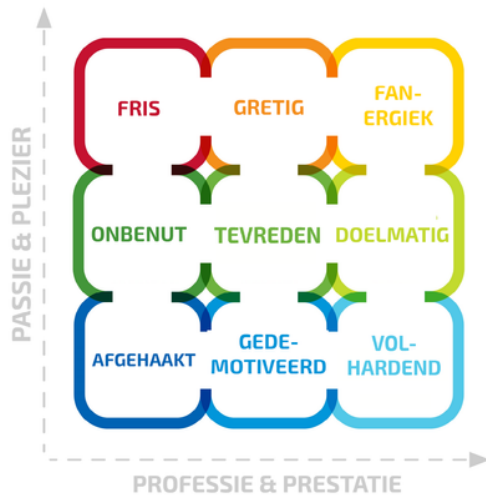 PASSIE & PLEZIER
FRIS
GRETIG
FAN-
ERGIEK
ONBENUT
TEVREDEN
DOELMATIG
AFGEHAAKT
GEDE-
MOTIVEERD
VOL-
HARDEND
PROFESSIE & PRESTATIE